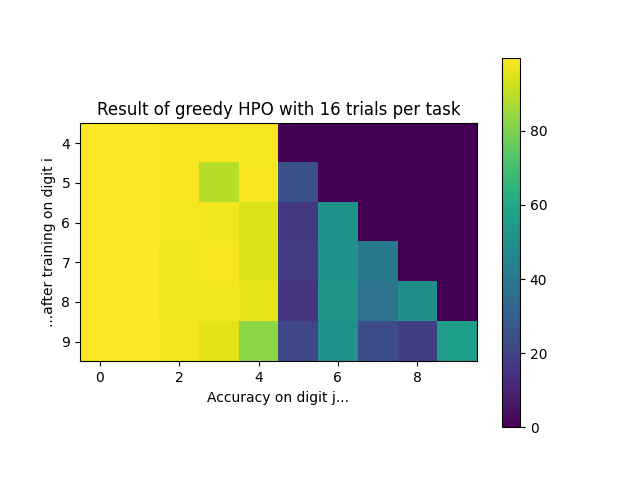 Result of greedy HPO with 16 trials per task
...after training on digit i
4
5
6
7
8
9
0 2 4 6 8
Accuracy on digit j...
80
60
40
20
0